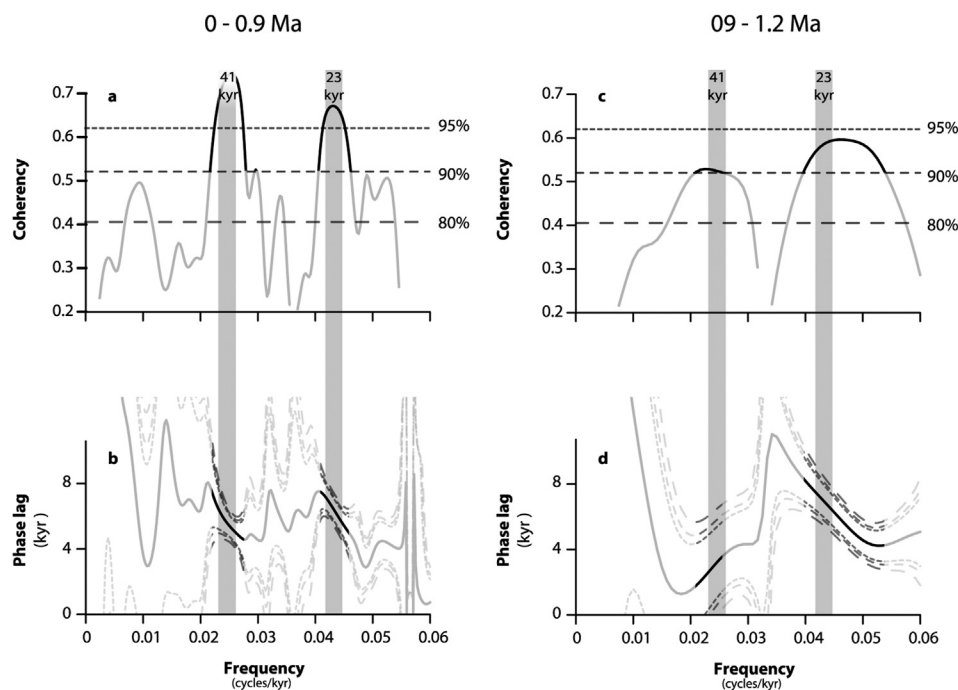 0 - 0.9 Ma
09 - 1.2 Ma
a
41
kyr
23
kyr
0.7
0.6
0.5
0.4
0.3
0.2
Coherency
95%
90%
80%
c
41
kyr
23
kyr
0.7
0.6
0.5
0.4
0.3
0.2
Coherency
95%
90%
80%
b
8
4
0
Phase lag
(kyr)
0
0.01
0.02
0.03
0.04
0.05
0.06
Frequency
(cycles/kyr)
d
8
4
0
Phase lag
(kyr)
0
0.01
0.02
0.03
0.04
0.05
0.06
Frequency
(cycles/kyr)